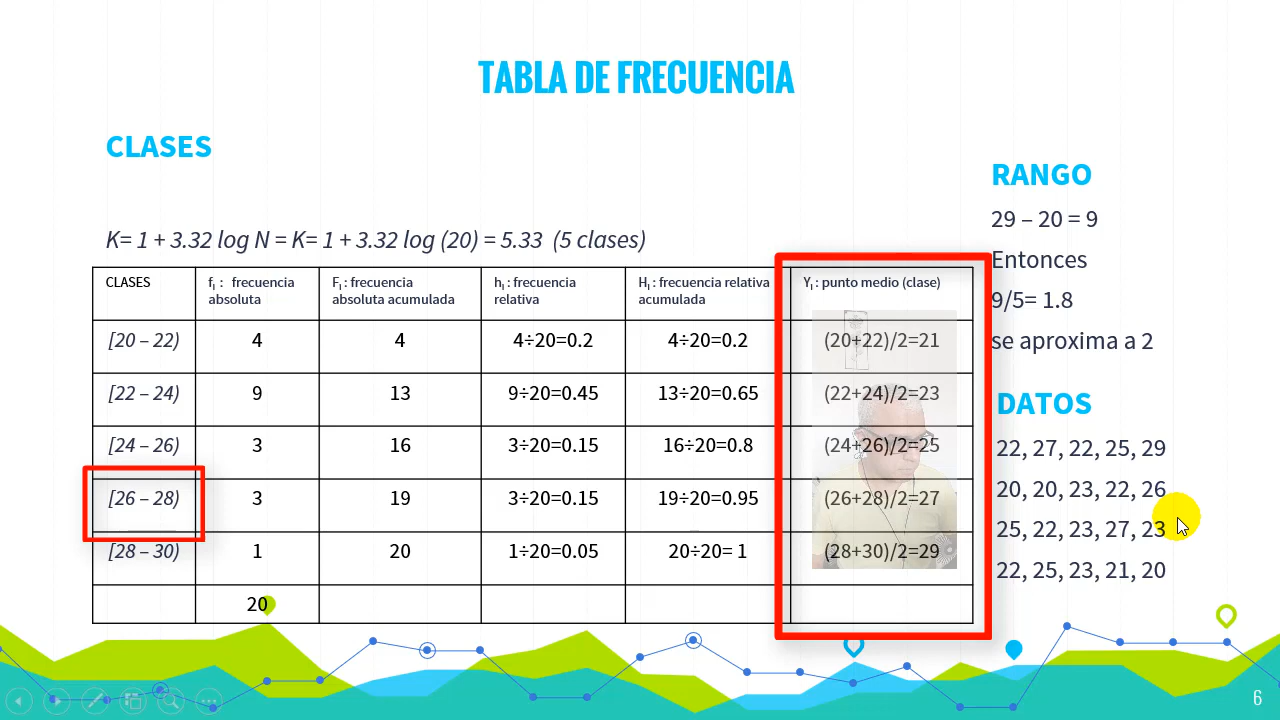 TABLA DE FRECUENCIA
CLASES
K= 1 + 3.32 log N = K= 1 + 3.32 log (20) = 5.33 (5 clases)
CLASES fI : frecuencia absoluta FI : frecuencia absoluta acumulada hI : frecuencia relativa HI : frecuencia relativa acumulada YI : punto medio (clase)
[20 – 22) 4 4 4÷20=0.2 4÷20=0.2 (20+22)/2=21
[22 – 24) 9 13 9÷20=0.45 13÷20=0.65 (22+24)/2=23
[24 – 26) 3 16 3÷20=0.15 16÷20=0.8 (24+26)/2=25
[26 – 28) 3 19 3÷20=0.15 19÷20=0.95 (26+28)/2=27
[28 – 30) 1 20 1÷20=0.05 20÷20= 1 (28+30)/2=29
20
RANGO
29 – 20 = 9
Entonces
9/5= 1.8
se aproxima a 2
DATOS
22, 27, 22, 25, 29
20, 20, 23, 22, 26
25, 22, 23, 27, 23
22, 25, 23, 21, 20
6